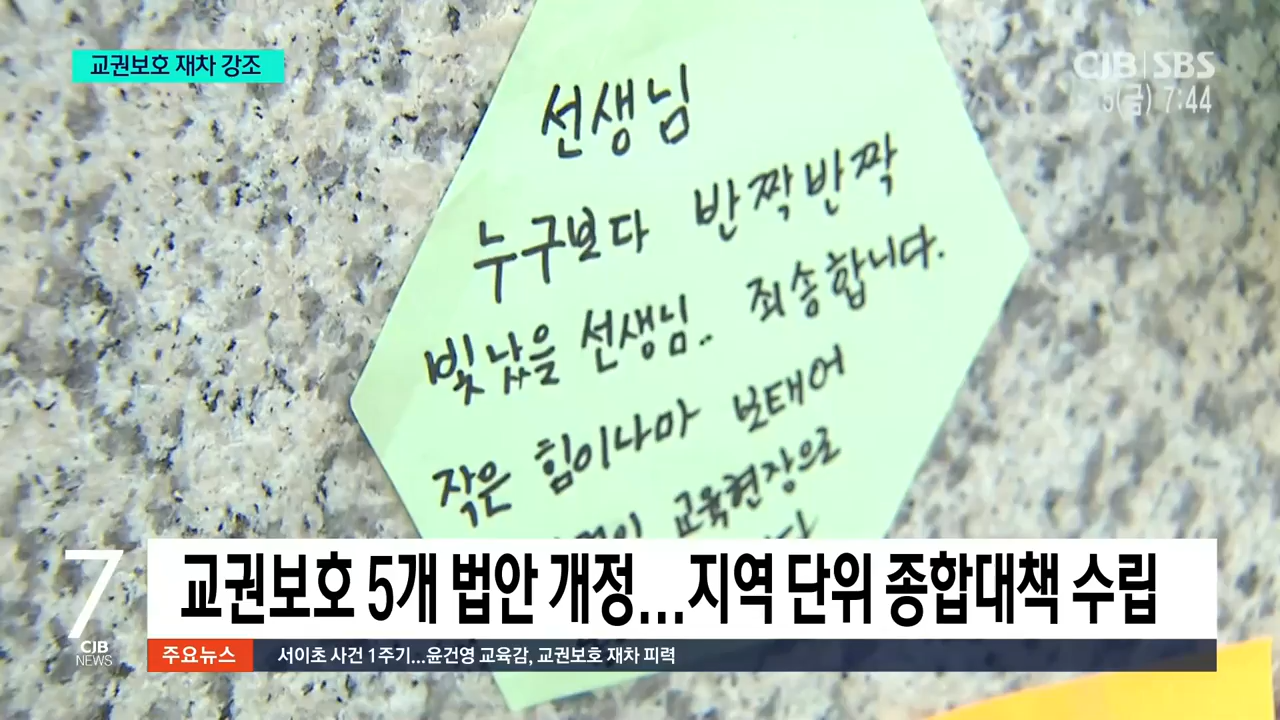 교권보호 재차 강조
CJB SBS
5(금) 7:44
선생님
누구보다 반짝반짝
빛났을 선생님.. 죄송합니다.
작은 힘이나마 보태어
교육현장으로
교권보호 5개 법안 개정...지역 단위 종합대책 수립
7
CJB
NEWS
주요뉴스
서이초 사건 1주기...윤건영 교육감, 교권보호 재차 피력